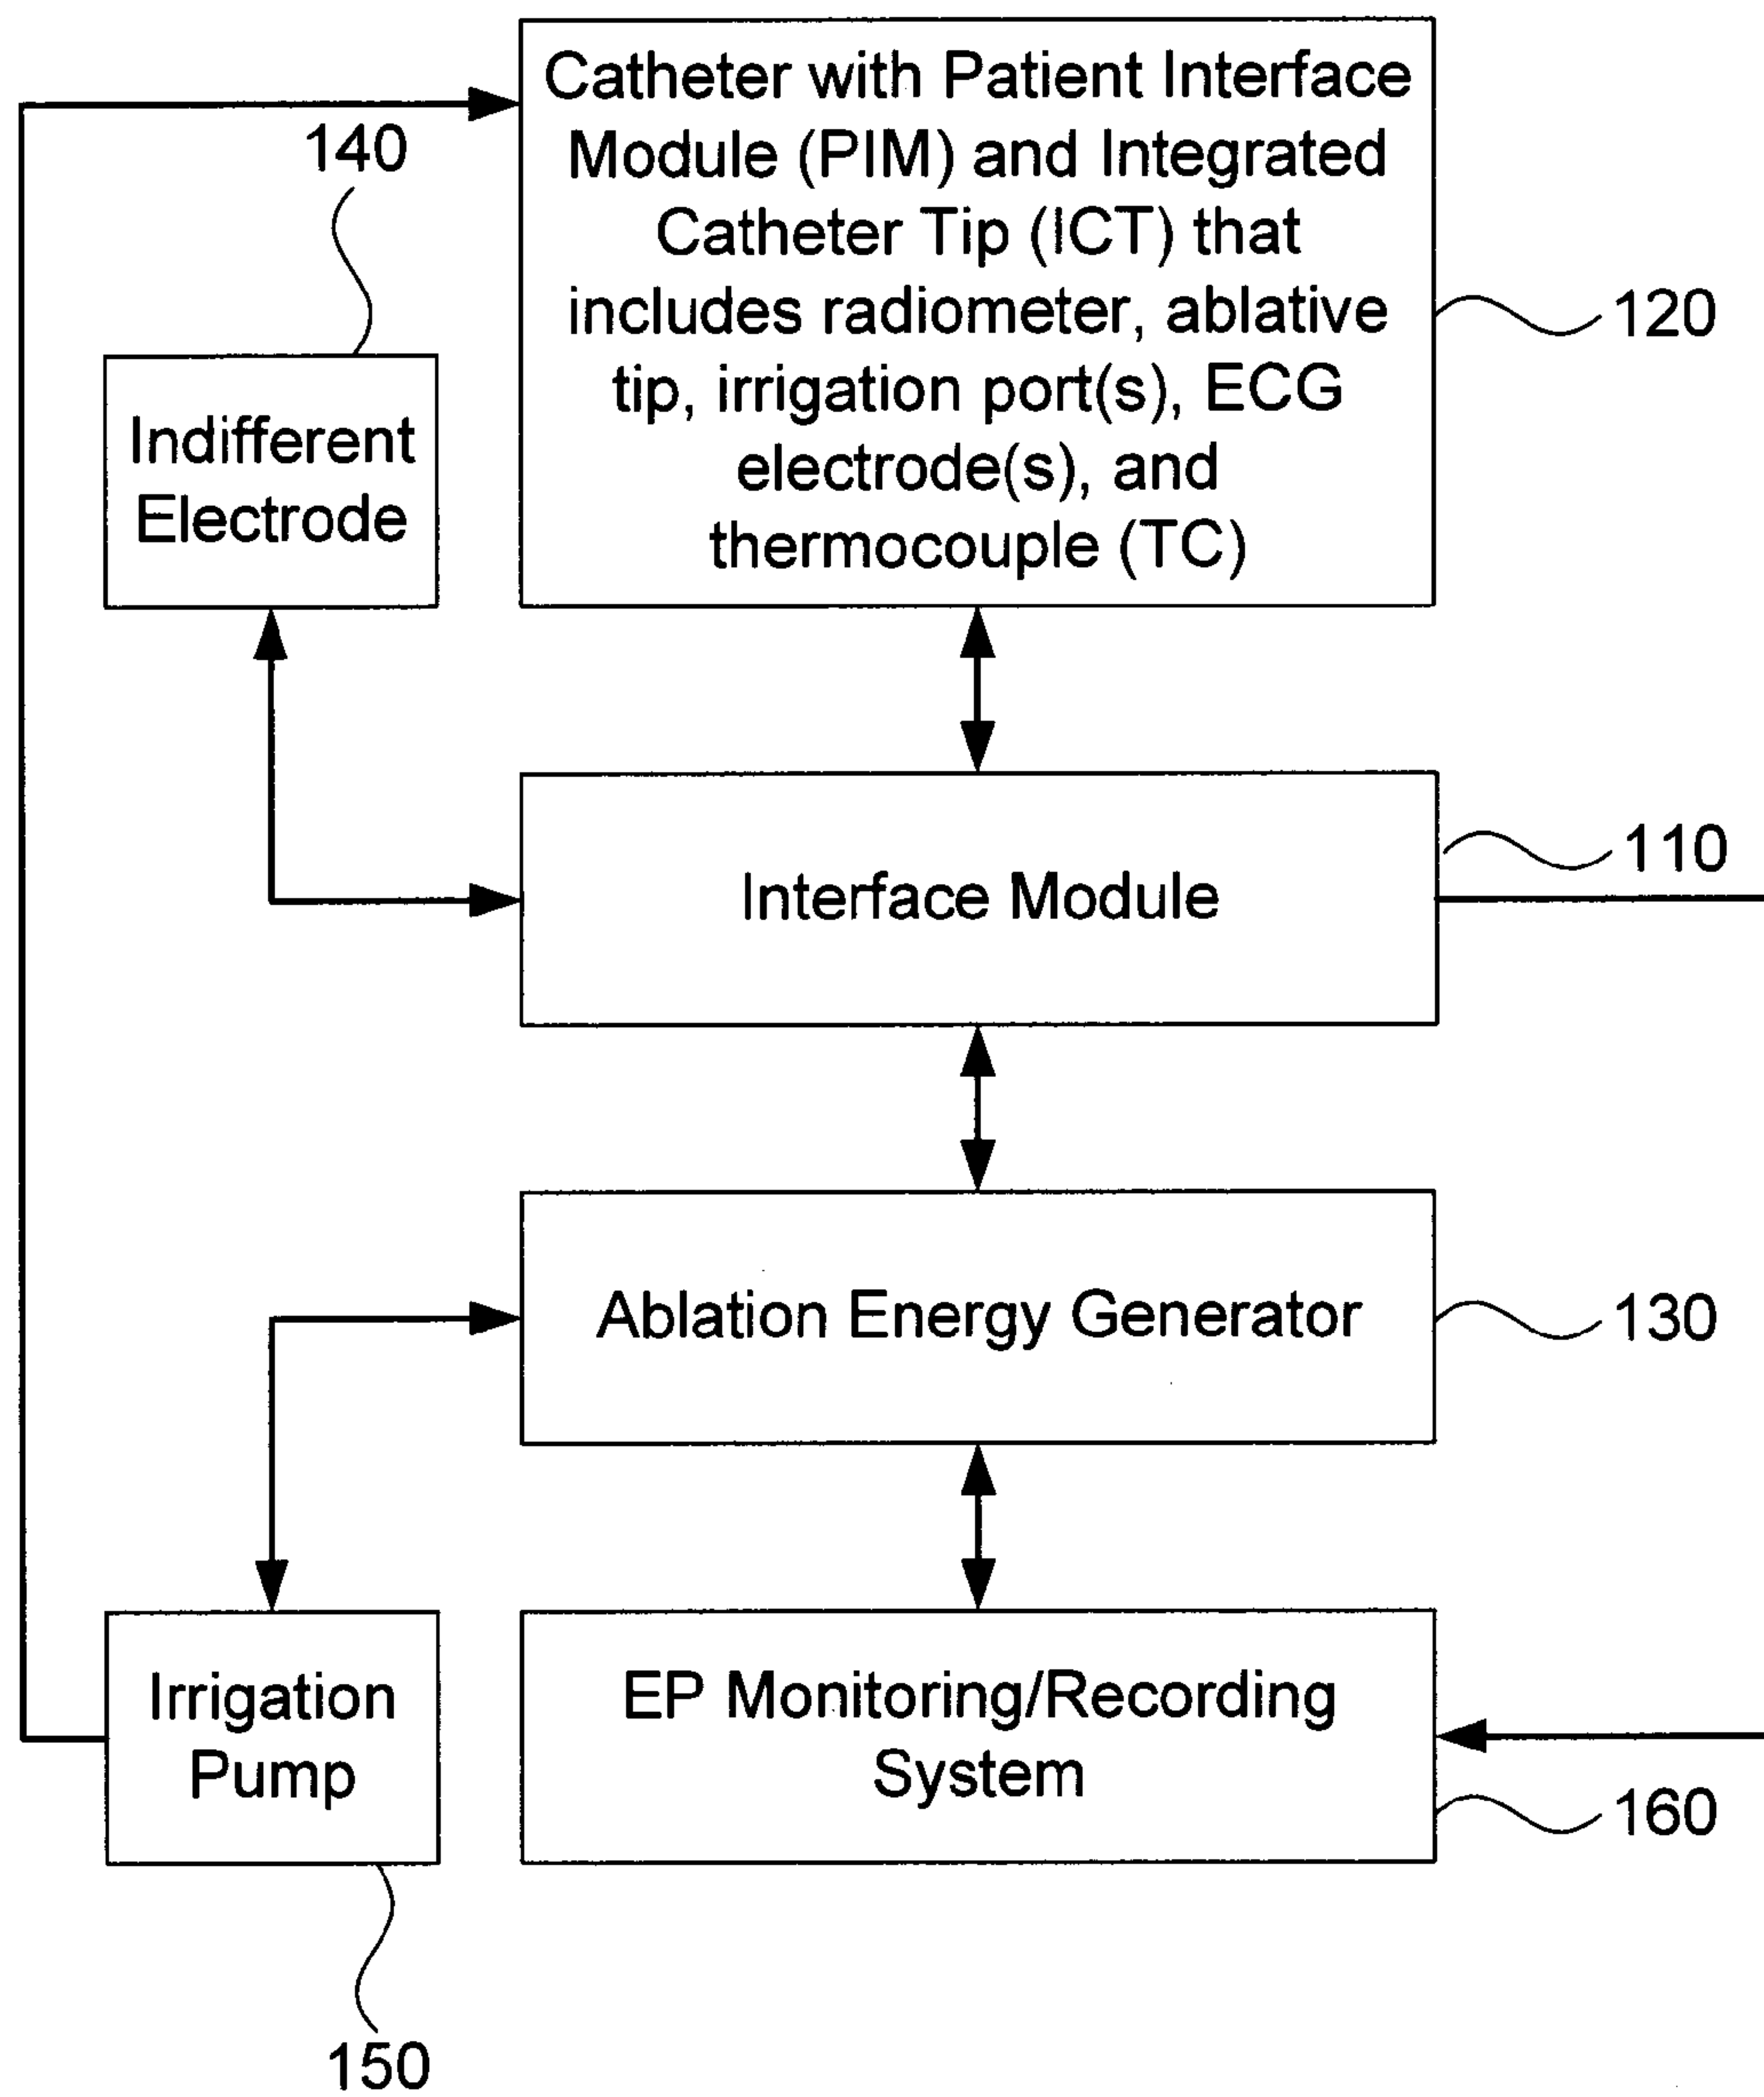 Catheter with Patient Interface
Module (PIM) and Integrated
Catheter Tip (ICT) that
includes radiometer, ablative
tip, irrigation port(s), ECG
electrode(s), and
thermocouple (TC)
120
140
Indifferent
Electrode
Interface Module
110
Ablation Energy Generator
130
Irrigation
Pump
150
EP Monitoring/Recording
System
160